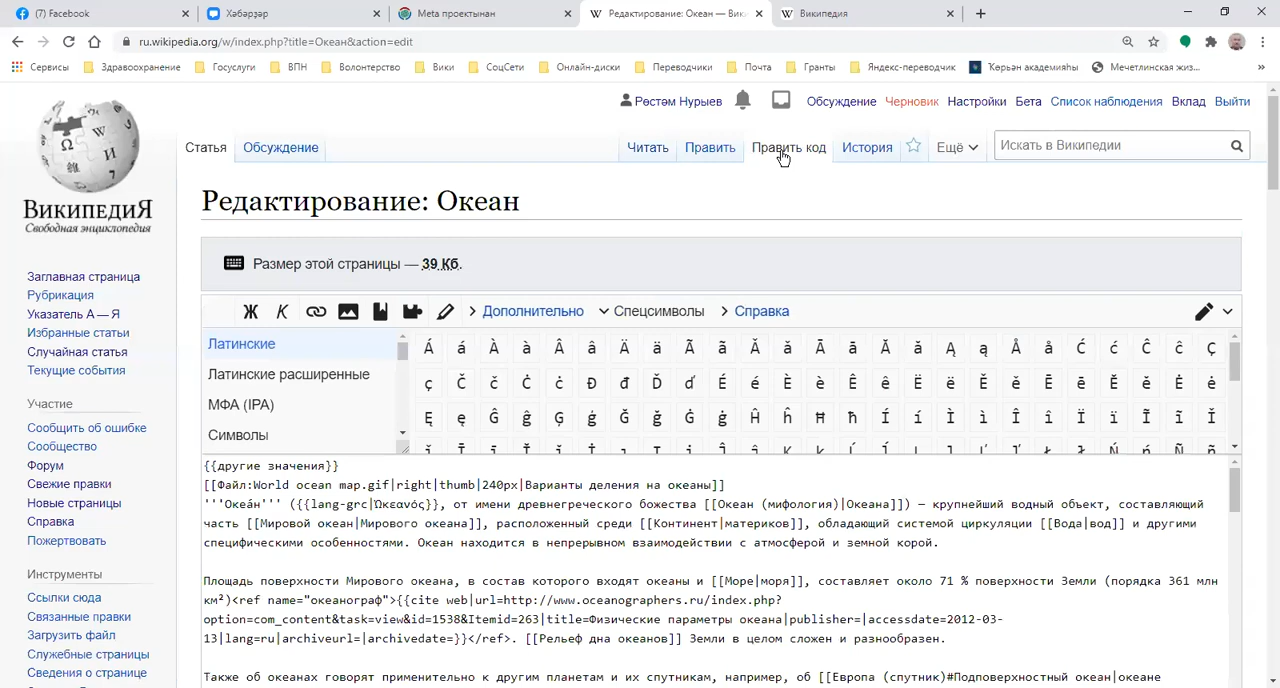 (7) Facebook
Хәбәрҙәр
Meta проектынан
Редактирование: Океан — Вик
Википедия
ru.wikipedia.org/w/index.php?title=Океан&action=edit
Сервисы
Здравоохранение
Госуслуги
ВПН
Волонтерство
Вики
СоцСети
Онлайн-диски
Переводчики
Почта
Гранты
Яндекс-переводчик
Ҡөрьән академияһы
Мечетлинская жиз...
Рөстәм Нурыев
Обсуждение
Черновик
Настройки
Бета
Список наблюдения
Вклад
Выйти
Статья
Обсуждение
Читать
Править
Править код
История
Ещё
Искать в Википедии
ВикипедиЯ
Свободная энциклопедия
Заглавная страница
Рубрикация
Указатель А — Я
Избранные статьи
Случайная статья
Текущие события
Участие
Сообщить об ошибке
Сообщество
Форум
Свежие правки
Новые страницы
Справка
Пожертвовать
Инструменты
Ссылки сюда
Связанные правки
Загрузить файл
Служебные страницы
Сведения о странице
Редактирование: Океан
Размер этой страницы — 39 Кб.
Ж К
Дополнительно
Спецсимволы
Справка
Латинские
Латинские расширенные
МФА (IPA)
Символы
Á á À à Â â Ä ä Ã ã Ǎ ǎ Ā ā Ă ă Ą ą Å å Ć ć Ĉ ĉ Ç
ç Č č Ċ ċ Đ đ Ď ď É é È è Ê ê Ë ë Ě ě Ē ē Ĕ ĕ Ė ė
Ę ę Ĝ ĝ Ģ ģ Ğ ğ Ġ ġ Ĥ ĥ Ħ ħ Í í Ì ì Î î Ï ï Ĩ ĩ Ǐ
{{другие значения}}
[[Файл:World ocean map.gif|right|thumb|240px|Варианты деления на океаны]]
'''Океа́н''' ({{lang-grc|Ὠκεανός}}, от имени древнегреческого божества [[Океан (мифология)|Океана]]) — крупнейший водный объект, составляющий
часть [[Мировой океан|Мирового океана]], расположенный среди [[Континент|материков]], обладающий системой циркуляции [[Вода|вод]] и другими
специфическими особенностями. Океан находится в непрерывном взаимодействии с атмосферой и земной корой.
Площадь поверхности Мирового океана, в состав которого входят океаны и [[Море|моря]], составляет около 71 % поверхности Земли (порядка 361 млн
км²)<ref name="океанограф">{{cite web|url=http://www.oceanographers.ru/index.php?
option=com_content&task=view&id=1538&Itemid=263|title=Физические параметры океана|publisher=|accessdate=2012-03-
13|lang=ru|archiveurl=|archivedate=}}</ref>. [[Рельеф дна океанов]] Земли в целом сложен и разнообразен.
Также об океанах говорят применительно к другим планетам и их спутникам, например, об [[Европа (спутник)#Подповерхностный океан|океане